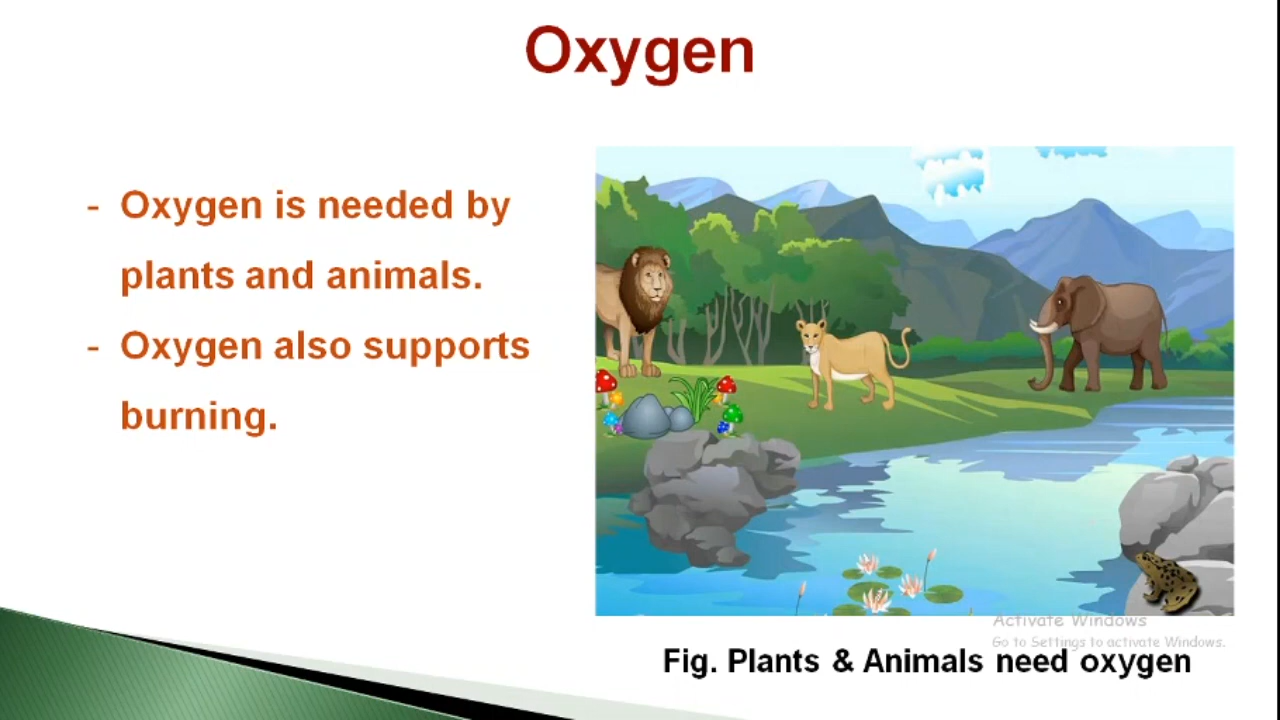 Oxygen
- Oxygen is needed by
plants and animals.
- Oxygen also supports
burning.
Activate Windows
Go to Settings to activate Windows.
Fig. Plants & Animals need oxygen